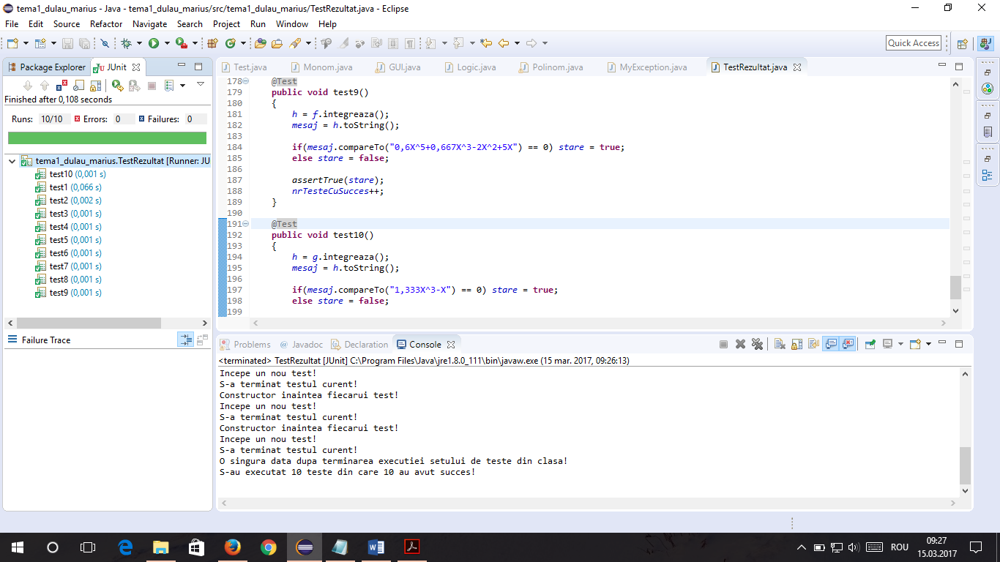 tema1_dulau_marius - Java - tema1_dulau_marius/src/tema1_dulau_marius/TestRezultat.java - Eclipse
File Edit Source Refactor Navigate Search Project Run Window Help
Quick Access
Package Explorer JUnit
Finished after 0,108 seconds
Runs: 10/10 Errors: 0 Failures: 0
tema1_dulau_marius.TestRezultat [Runner: JU
test10 (0,001 s)
test1 (0,066 s)
test2 (0,002 s)
test3 (0,001 s)
test4 (0,001 s)
test5 (0,001 s)
test6 (0,001 s)
test7 (0,001 s)
test8 (0,001 s)
test9 (0,001 s)
Failure Trace
Test.java Monom.java GUI.java Logic.java Polinom.java MyException.java TestRezultat.java
178 @Test
179 public void test9()
180 {
181 h = f.integreaza();
182 mesaj = h.toString();
183
184 if(mesaj.compareTo("0,6X^5+0,667X^3-2X^2+5X") == 0) stare = true;
185 else stare = false;
186
187 assertTrue(stare);
188 nrTesteCuSucces++;
189 }
190
191 @Test
192 public void test10()
193 {
194 h = g.integreaza();
195 mesaj = h.toString();
196
197 if(mesaj.compareTo("1,333X^3-X") == 0) stare = true;
198 else stare = false;
199
Problems @ Javadoc Declaration Console
<terminated> TestRezultat [JUnit] C:\Program Files\Java\jre1.8.0_111\bin\javaw.exe (15 mar. 2017, 09:26:13)
Incepe un nou test!
S-a terminat testul curent!
Constructor inaintea fiecarui test!
Incepe un nou test!
S-a terminat testul curent!
Constructor inaintea fiecarui test!
Incepe un nou test!
S-a terminat testul curent!
O singura data dupa terminarea executiei setului de teste din clasa!
S-au executat 10 teste din care 10 au avut succes!
ROU
09:27
15.03.2017